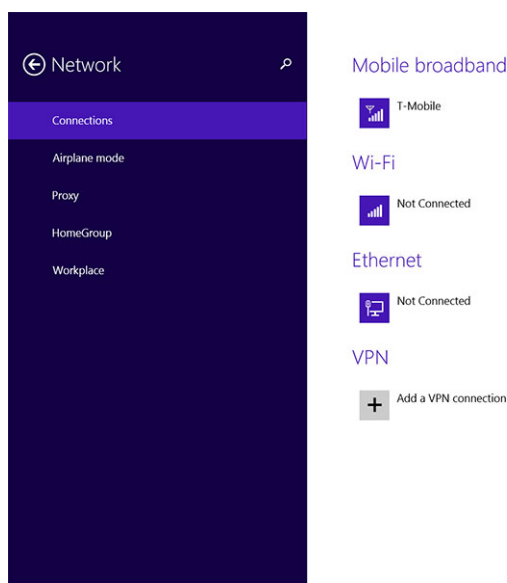 Network
Connections
Airplane mode
Proxy
HomeGroup
Workplace
Mobile broadband
T-Mobile
Wi-Fi
Not Connected
Ethernet
Not Connected
VPN
Add a VPN connection